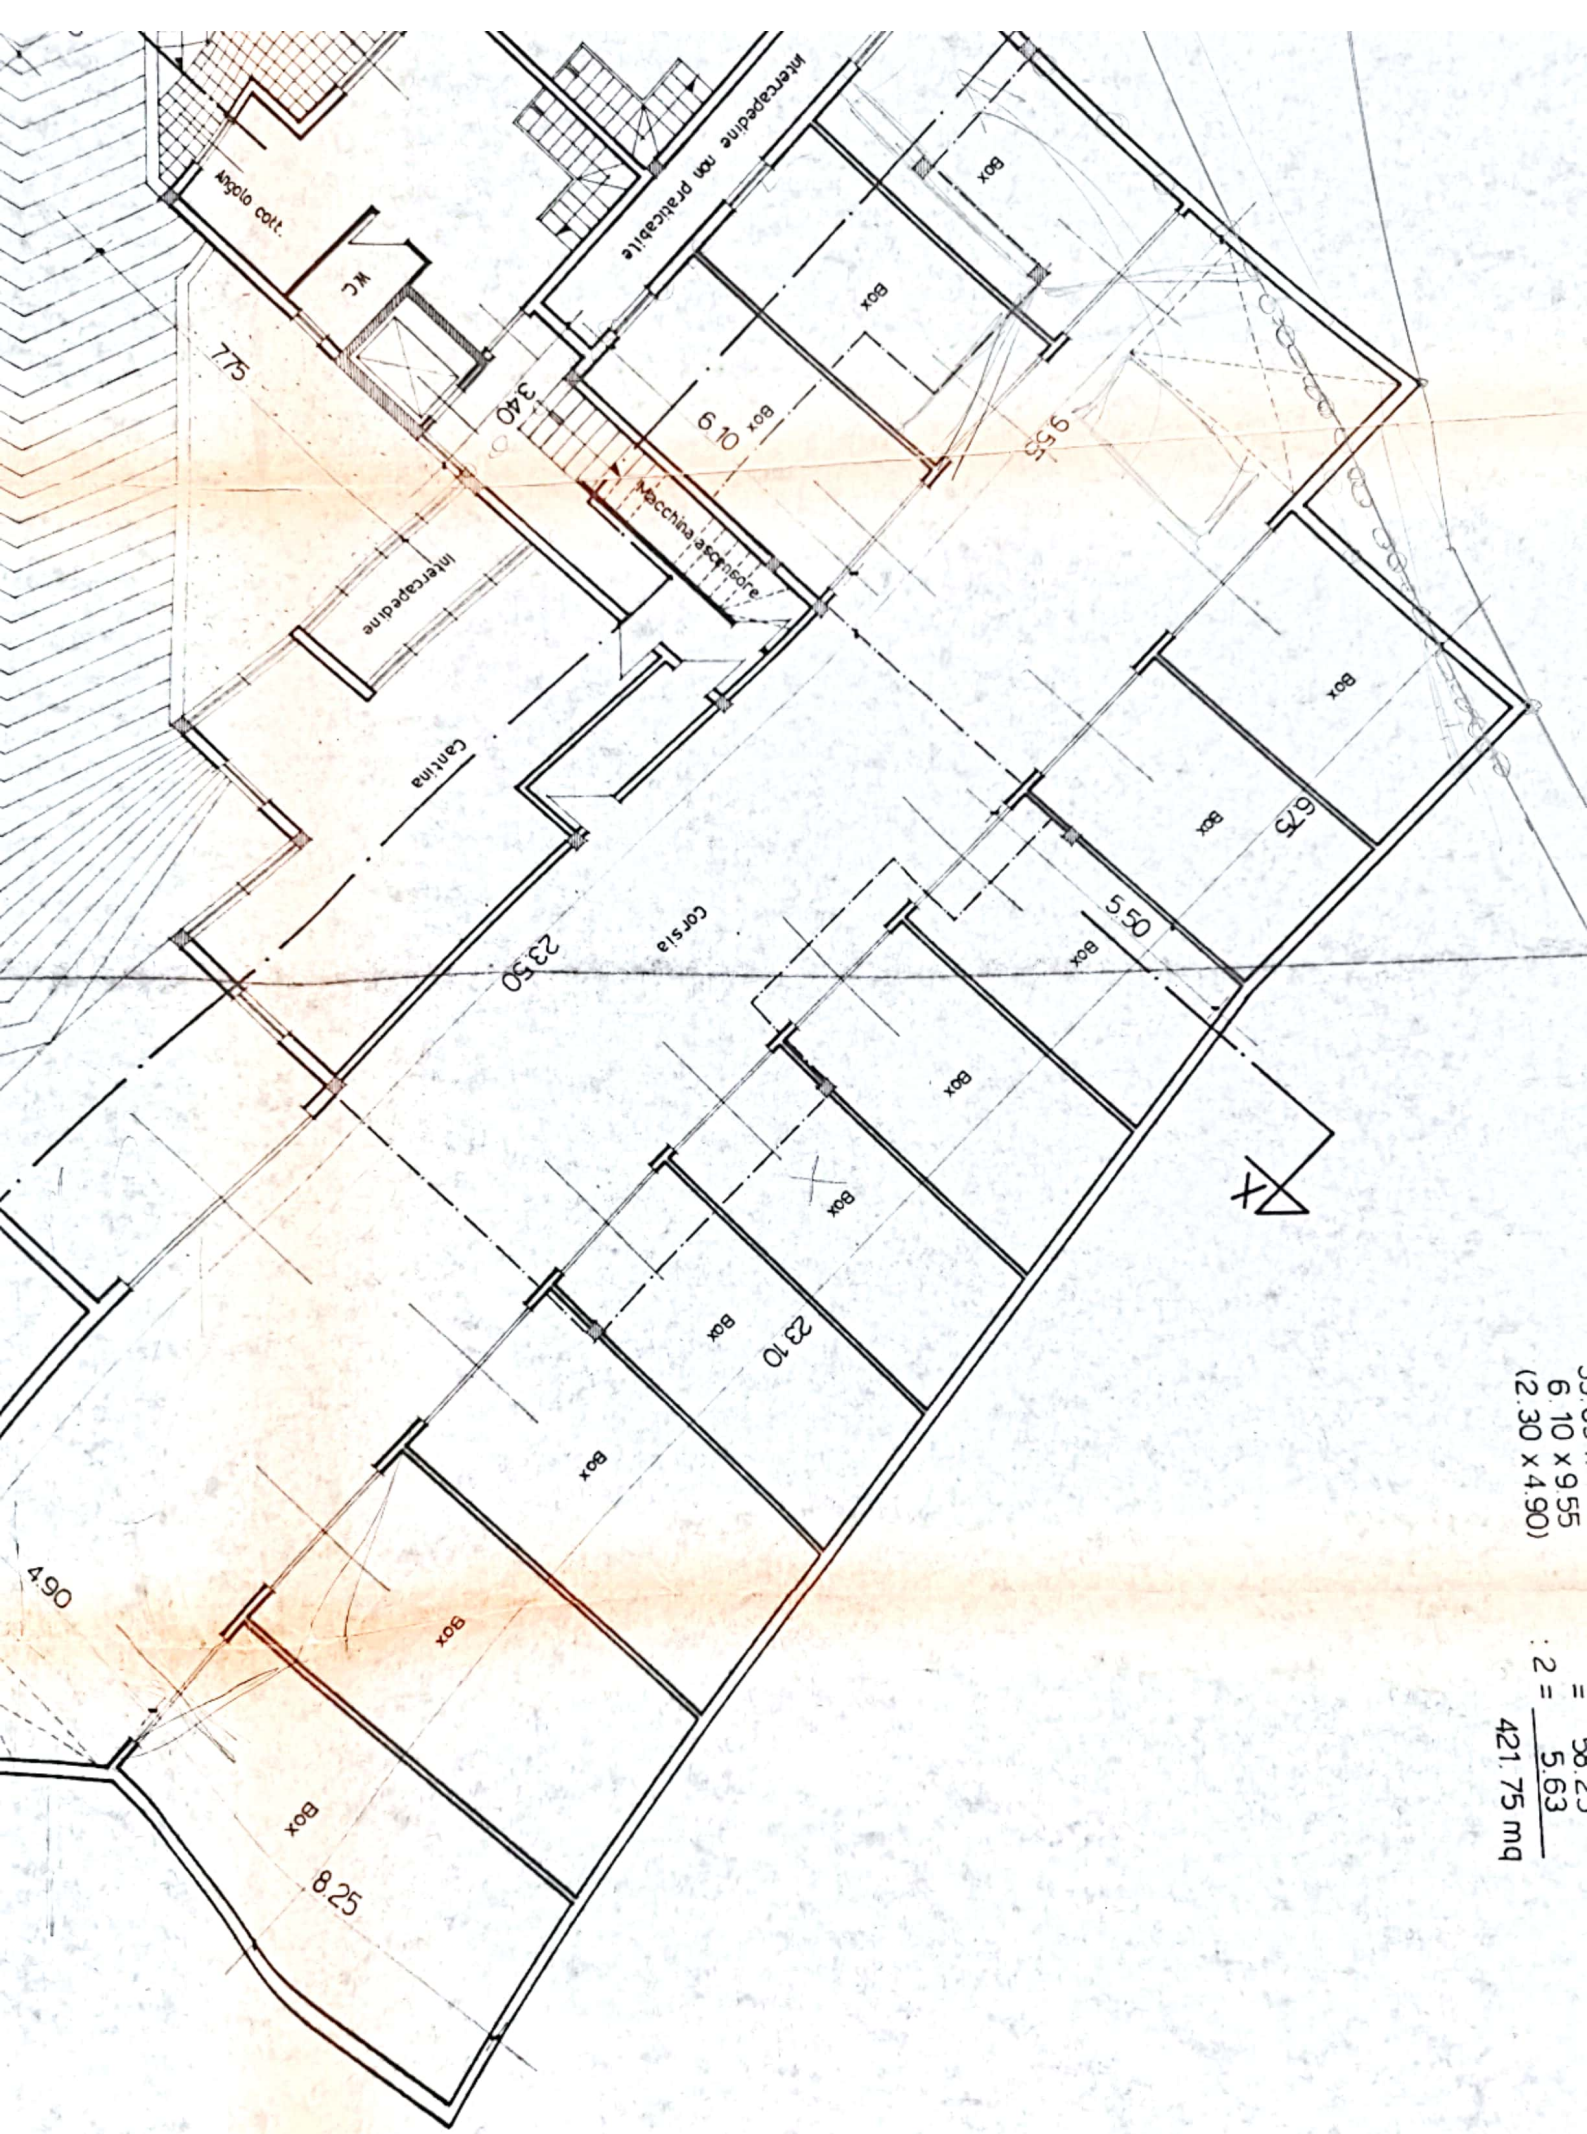 Intercapedine non praticabile
Box
Angolo cott.
W.C
Box
7.75
3.40
6.10
Box
9.55
Macchina ascensore
Intercapedine
Box
Cantina
Box
6.75
5.50
Corsia
Box
23.50
Box
X
Box
Box
23.10
Box
Box
4.90
Box
8.25
6.10 x 9.55 =
(2.30 x 4.90) : 2 = 5.63
421.75 mq